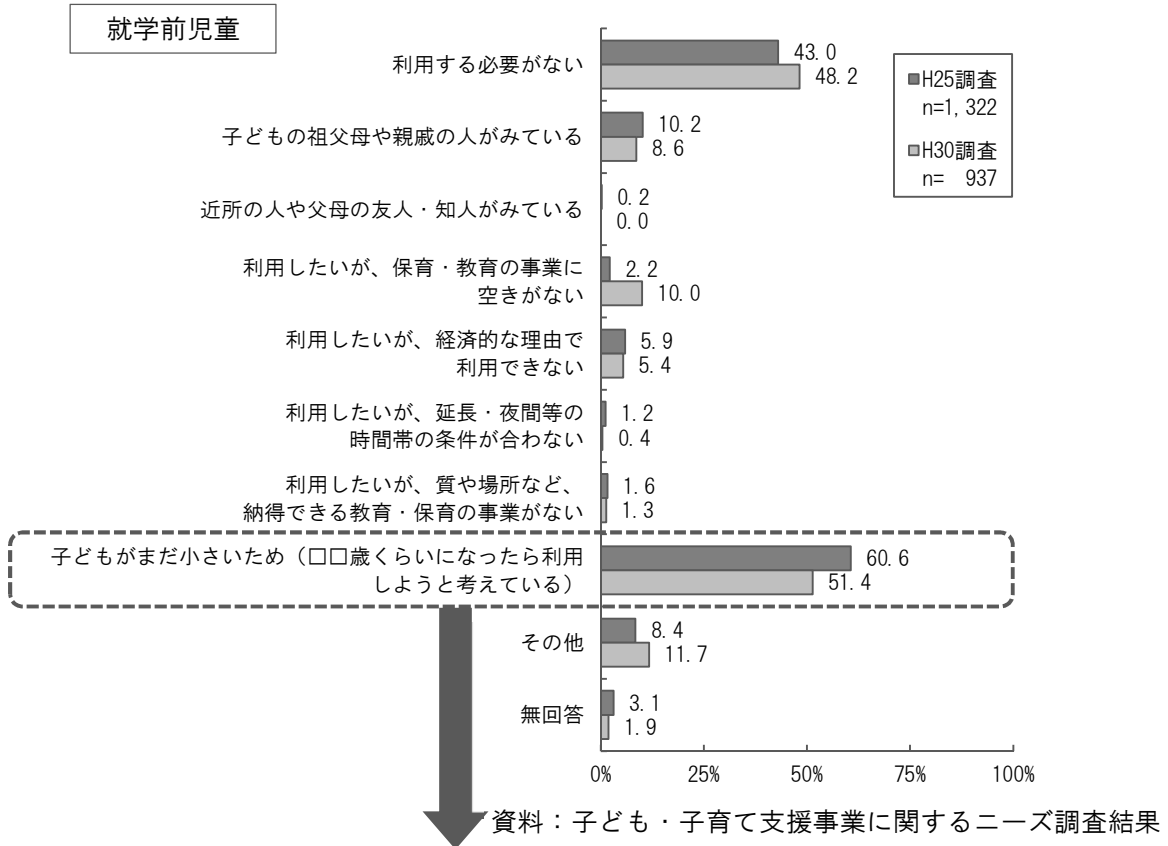 就学前児童
利用する必要がない
43.0
48.2
子どもの祖父母や親戚の人がみている
10.2
8.6
近所の人や父母の友人・知人がみている
0.2
0.0
利用したいが、保育・教育の事業に
空きがない
2.2
10.0
利用したいが、経済的な理由で
利用できない
5.9
5.4
利用したいが、延長・夜間等の
時間帯の条件が合わない
1.2
0.4
利用したいが、質や場所など、
納得できる教育・保育の事業がない
1.6
1.3
子どもがまだ小さいため（□□歳くらいになったら利用
しようと考えている）
60.6
51.4
その他
8.4
11.7
無回答
3.1
1.9
0% 25% 50% 75% 100%
H25調査
n=1,322
H30調査
n= 937
資料：子ども・子育て支援事業に関するニーズ調査結果